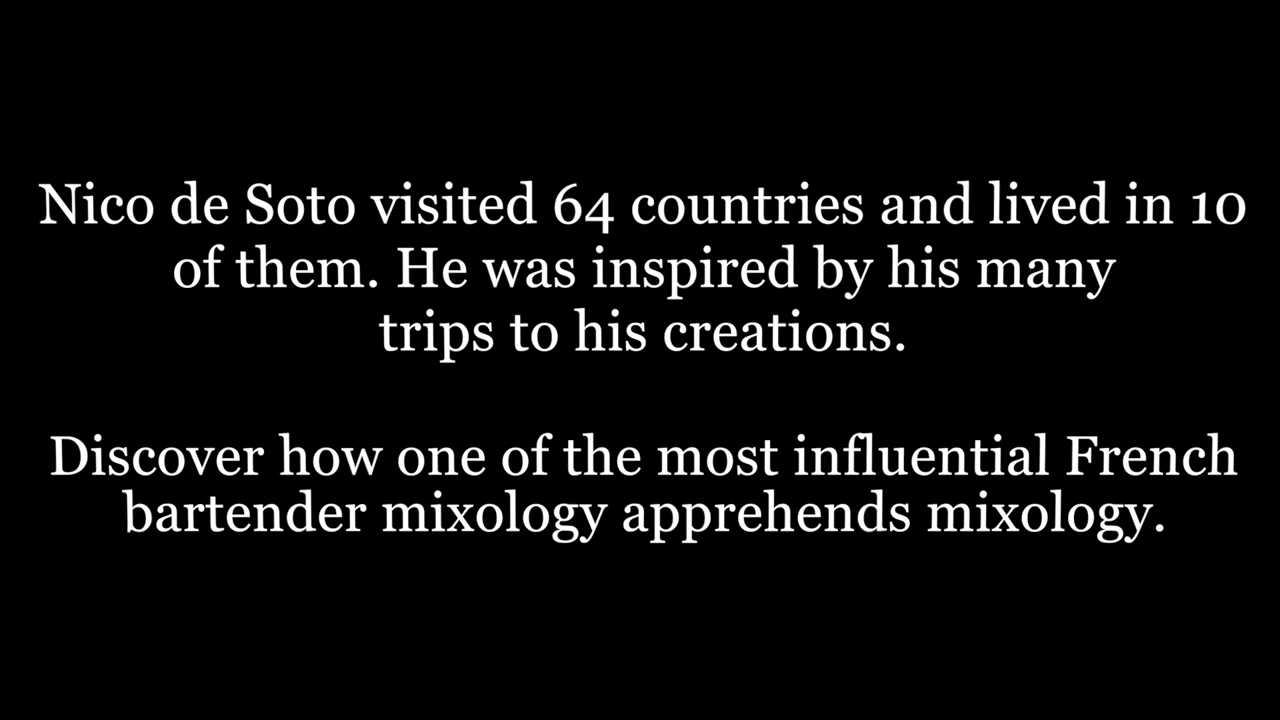 Nico de Soto visited 64 countries and lived in 10
of them. He was inspired by his many
trips to his creations.
Discover how one of the most influential French
bartender mixology apprehends mixology.